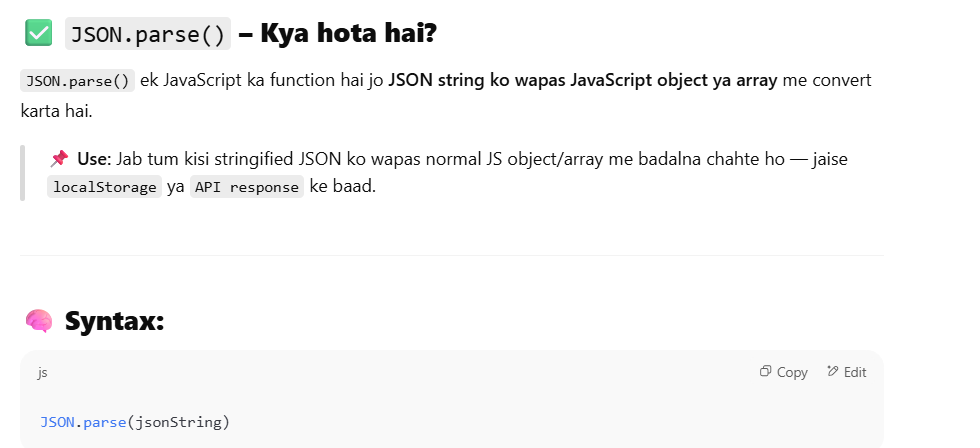 ✅ JSON.parse() – Kya hota hai?
JSON.parse() ek JavaScript ka function hai jo JSON string ko wapas JavaScript object ya array me convert
karta hai.
📌 Use: Jab tum kisi stringified JSON ko wapas normal JS object/array me badalna chahte ho — jaise
localStorage ya API response ke baad.
🧠 Syntax:
js Copy Edit
JSON.parse(jsonString)